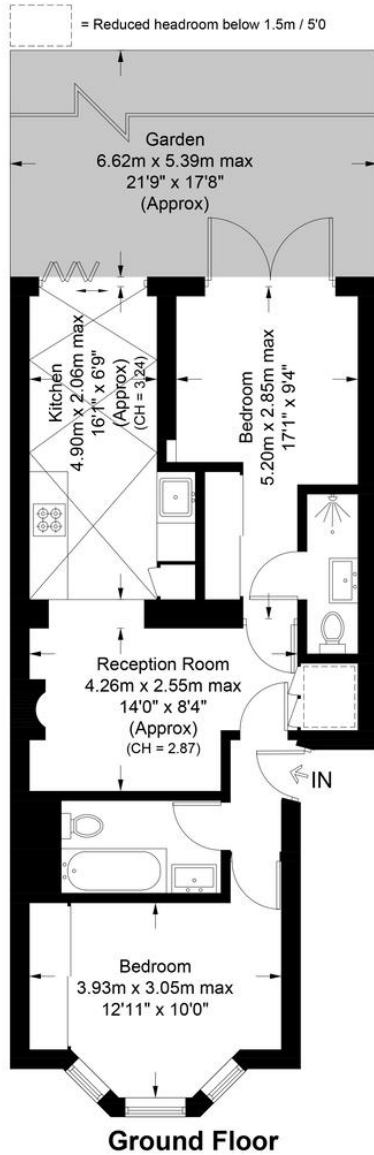 = Reduced headroom below 1.5m / 5'0
Garden
6.62m x 5.39m max
21'9" x 17'8"
(Approx)
Kitchen
4.90m x 2.06m max
16'1" x 6'9"
(Approx)
(CH = 3.24)
Bedroom
5.20m x 2.85m max
17'1" x 9'4"
Reception Room
4.26m x 2.55m max
14'0" x 8'4"
(Approx)
(CH = 2.87)
IN
Bedroom
3.93m x 3.05m max
12'11" x 10'0"
Ground Floor